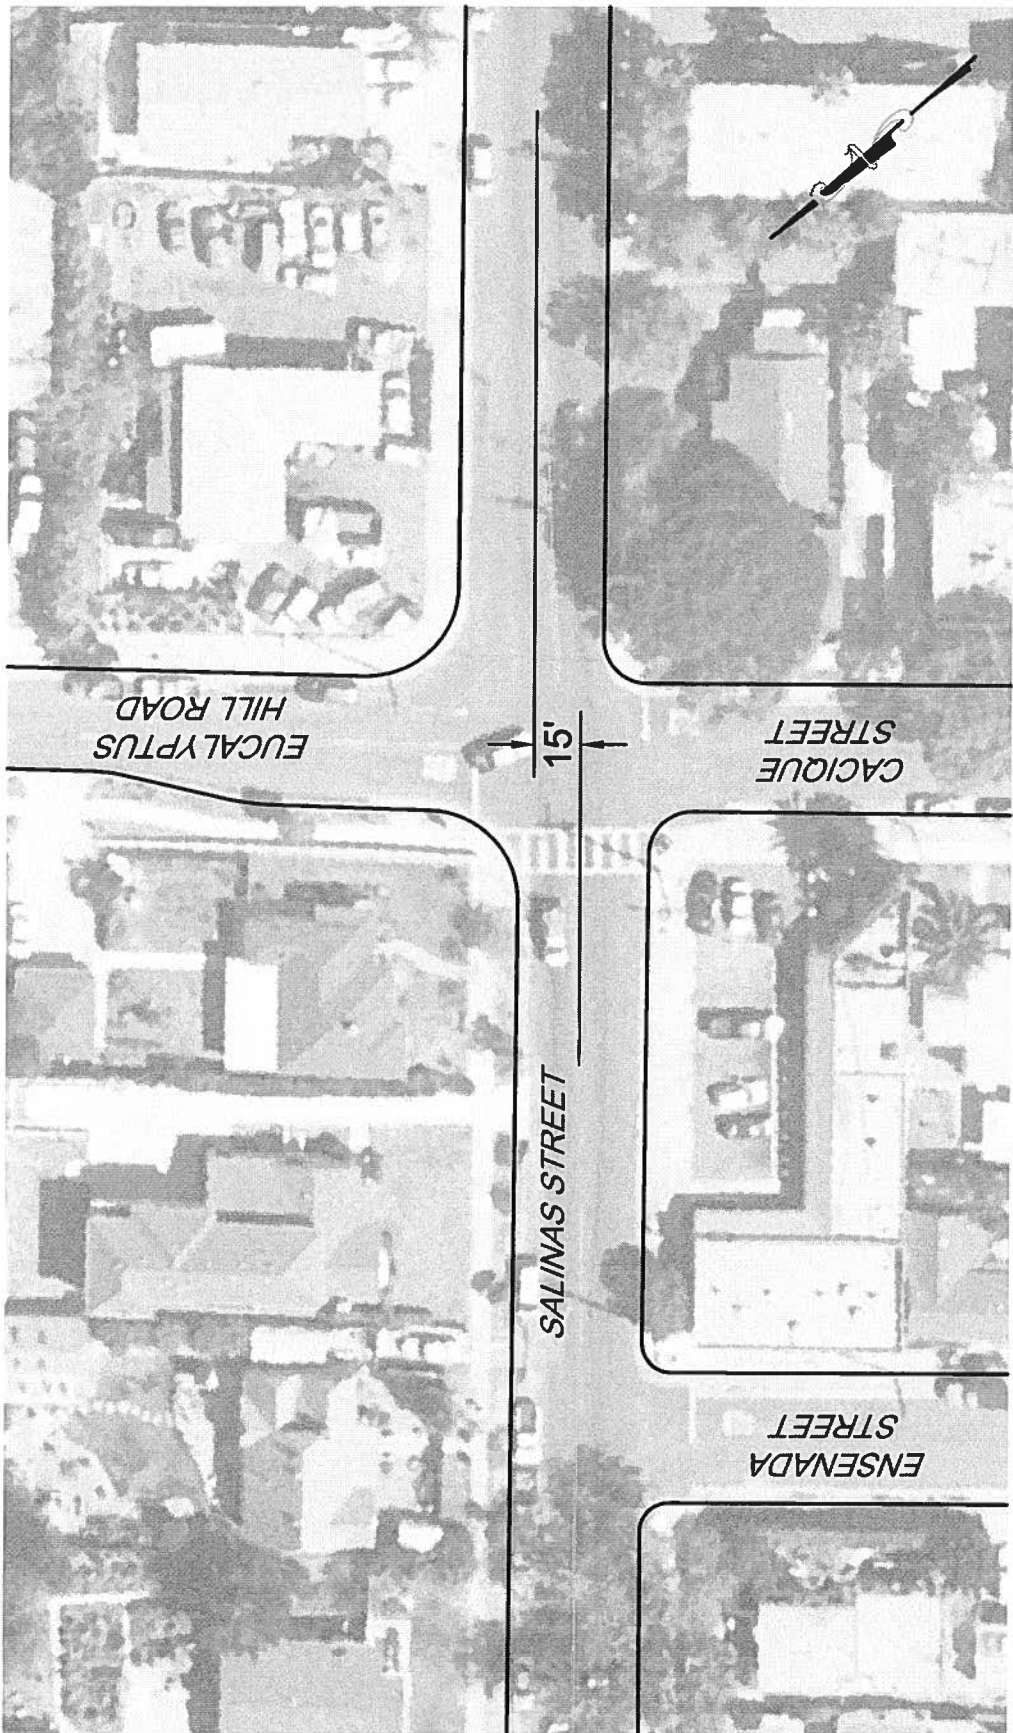 EUCALYPTUS
HILL ROAD
15'
CACIQUE
STREET
SALINAS STREET
ENSENADA
STREET